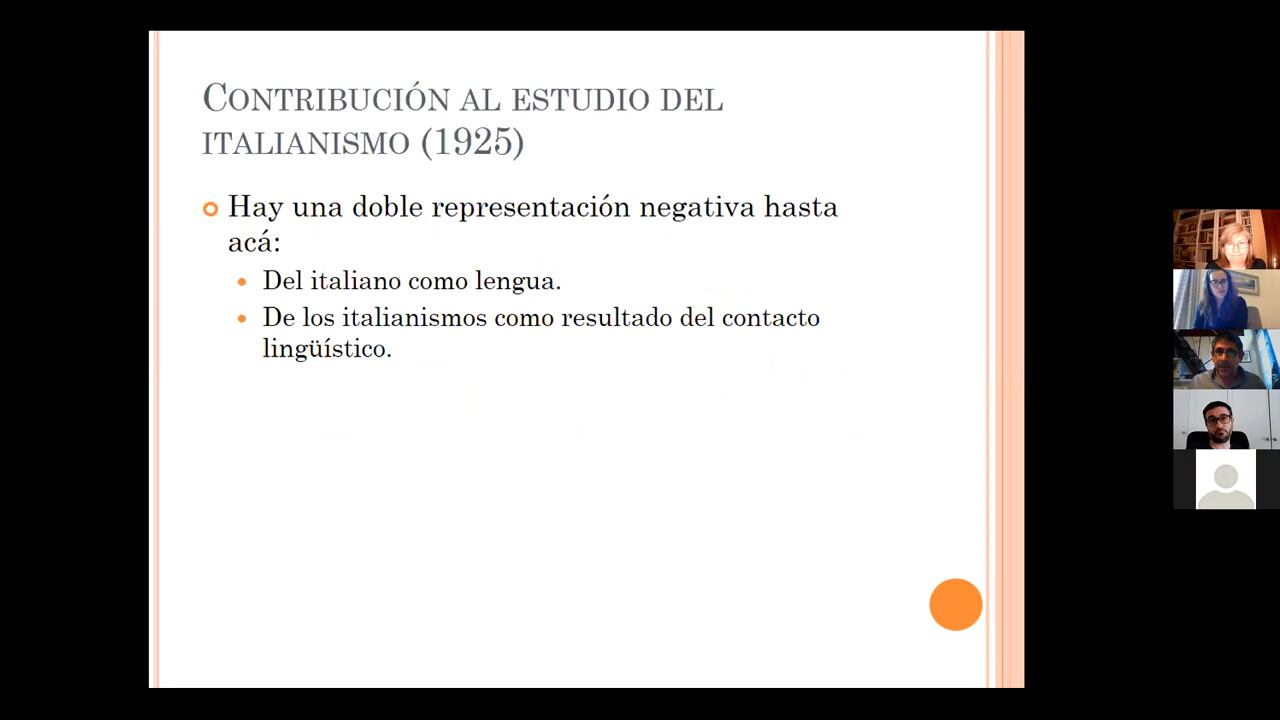 CONTRIBUCIÓN AL ESTUDIO DEL
ITALIANISMO (1925)
Hay una doble representación negativa hasta
acá:
Del italiano como lengua.
De los italianismos como resultado del contacto
lingüístico.